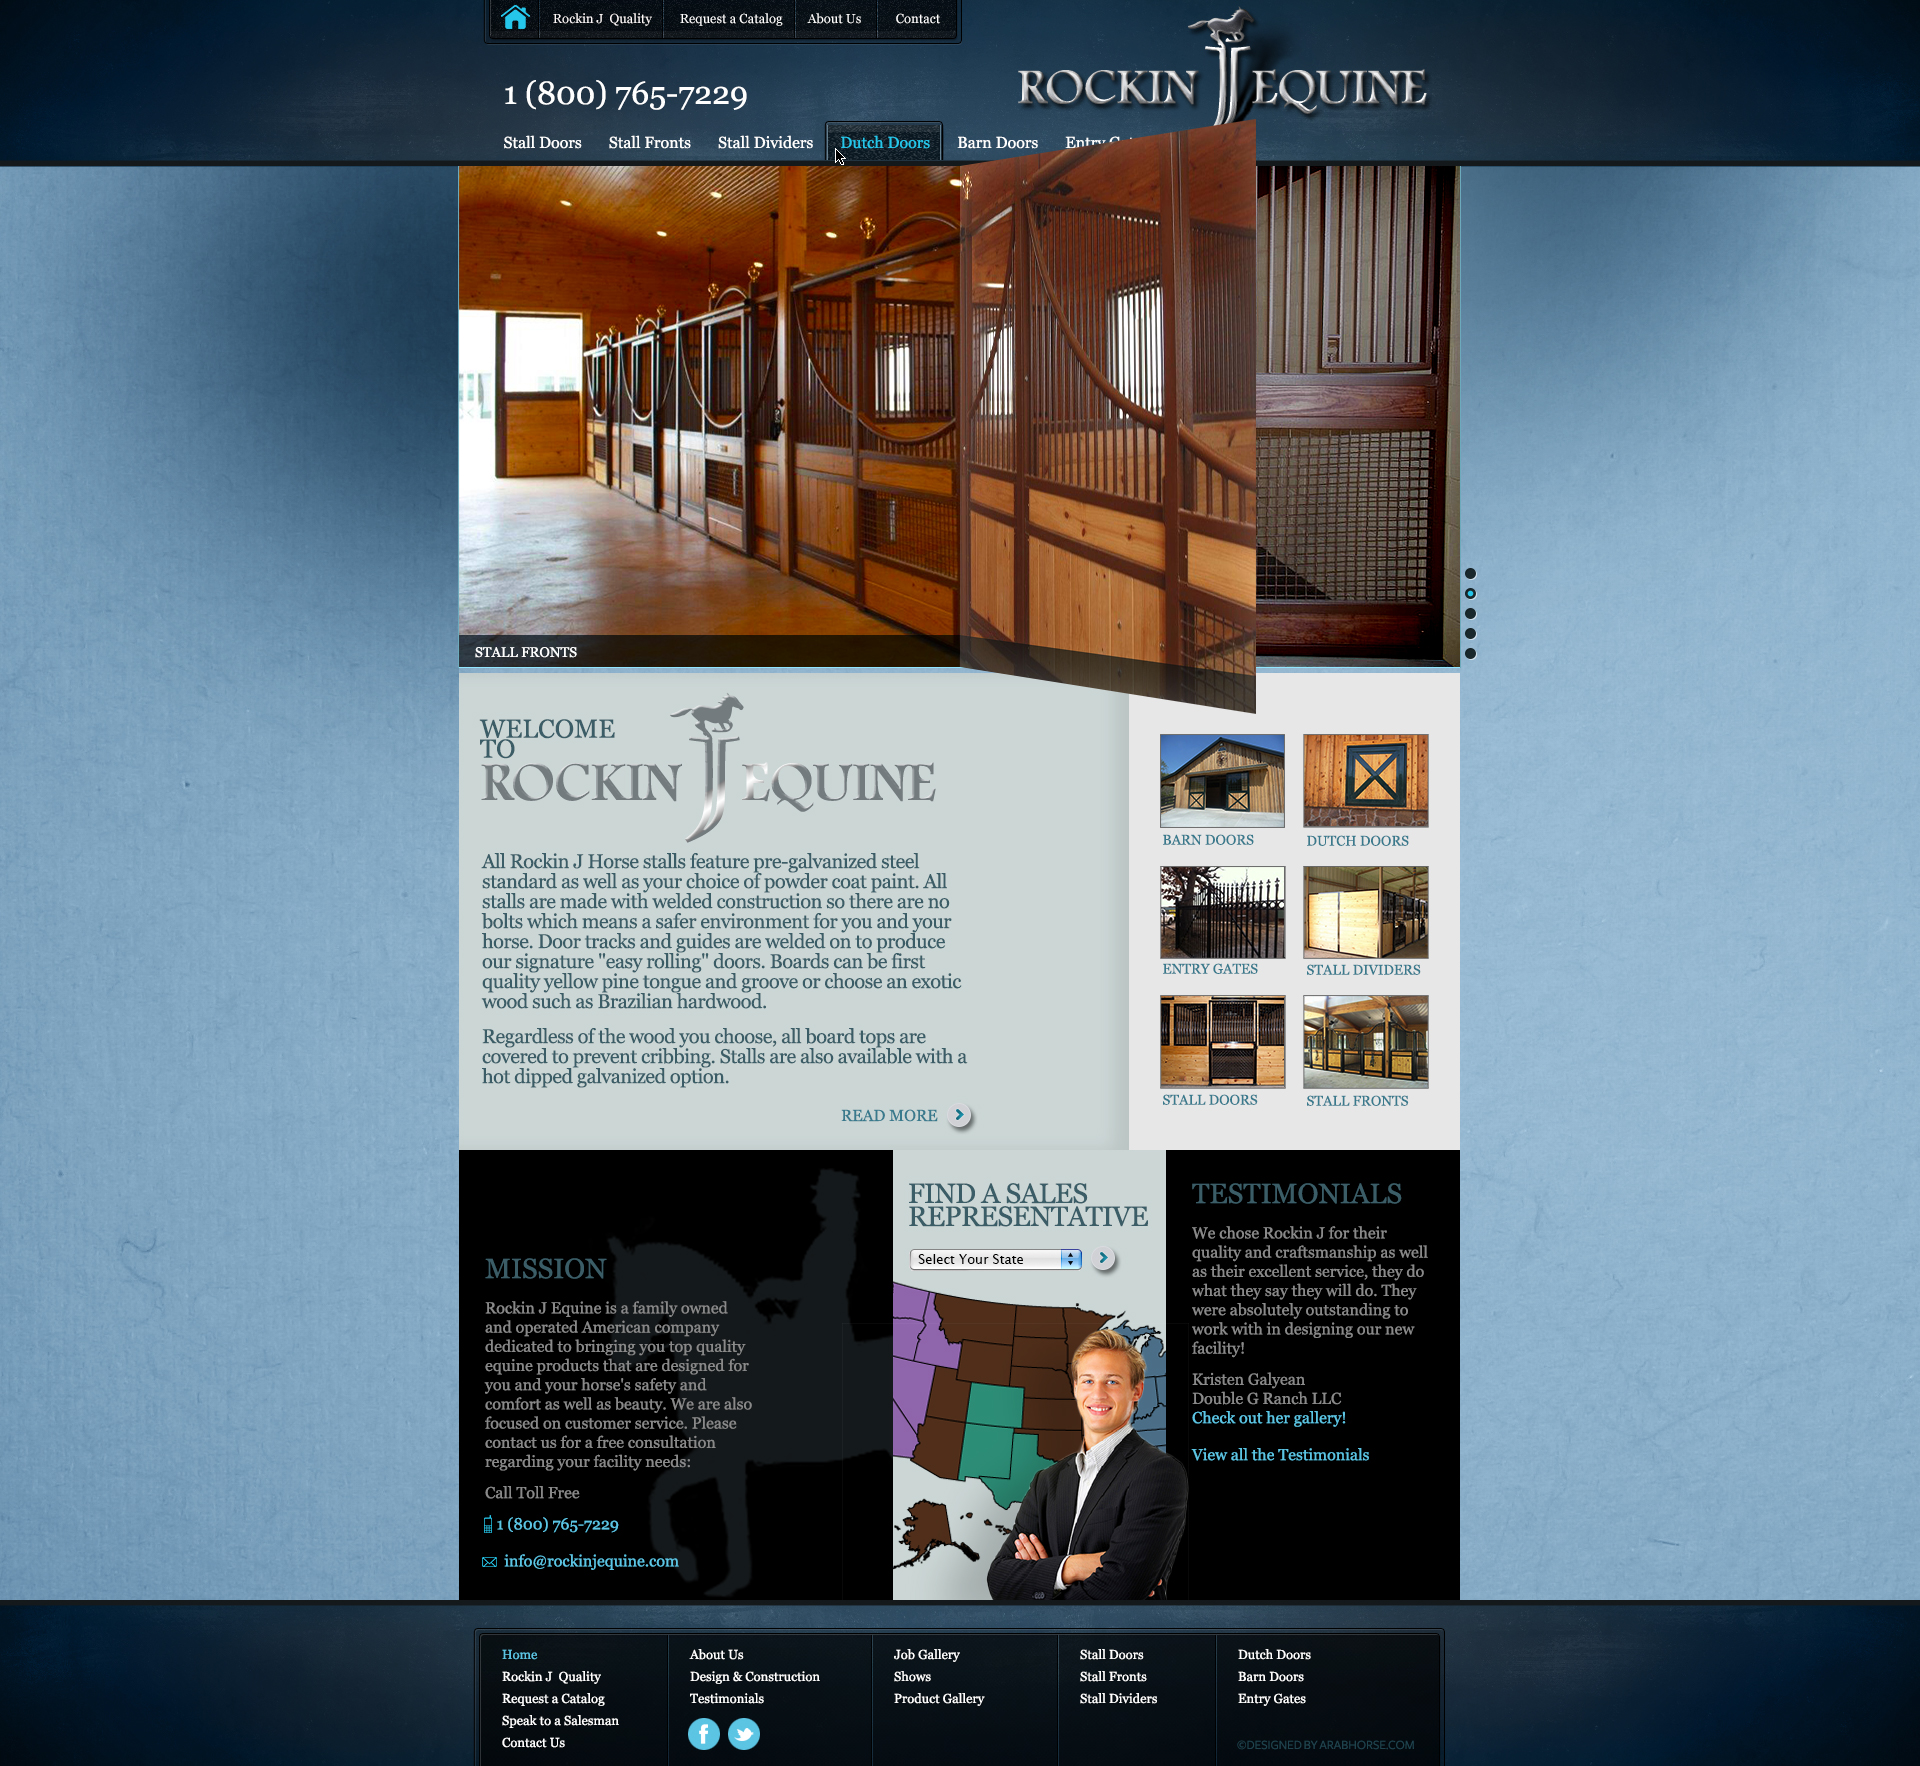 Rockin J Quality
Request a Catalog
About Us
Contact
1 (800) 765-7229
ROCKIN J EQUINE
Stall Doors
Stall Fronts
Stall Dividers
Dutch Doors
Barn Doors
Entry
STALL FRONTS
WELCOME
TO
ROCKIN J EQUINE
All Rockin J Horse stalls feature pre-galvanized steel
standard as well as your choice of powder coat paint. All
stalls are made with welded construction so there are no
bolts which means a safer environment for you and your
horse. Door tracks and guides are welded on to produce
our signature "easy rolling" doors. Boards can be first
quality yellow pine tongue and groove or choose an exotic
wood such as Brazilian hardwood.
Regardless of the wood you choose, all board tops are
covered to prevent cribbing. Stalls are also available with a
hot dipped galvanized option.
READ MORE
BARN DOORS
DUTCH DOORS
ENTRY GATES
STALL DIVIDERS
STALL DOORS
STALL FRONTS
MISSION
Rockin J Equine is a family owned
and operated American company
dedicated to bringing you top quality
equine products that are designed for
you and your horse's safety and
comfort as well as beauty. We are also
focused on customer service. Please
contact us for a free consultation
regarding your facility needs:
Call Toll Free
1 (800) 765-7229
info@rockinjequine.com
FIND A SALES
REPRESENTATIVE
Select Your State
TESTIMONIALS
We chose Rockin J for their
quality and craftsmanship as well
as their excellent service, they do
what they say they will do. They
were absolutely outstanding to
work with in designing our new
facility!
Kristen Galyean
Double G Ranch LLC
Check out her gallery!
View all the Testimonials
Home
Rockin J Quality
Request a Catalog
Speak to a Salesman
Contact Us
About Us
Design & Construction
Testimonials
Job Gallery
Shows
Product Gallery
Stall Doors
Stall Fronts
Stall Dividers
Dutch Doors
Barn Doors
Entry Gates
©DESIGNED BY ARABHORSE.COM